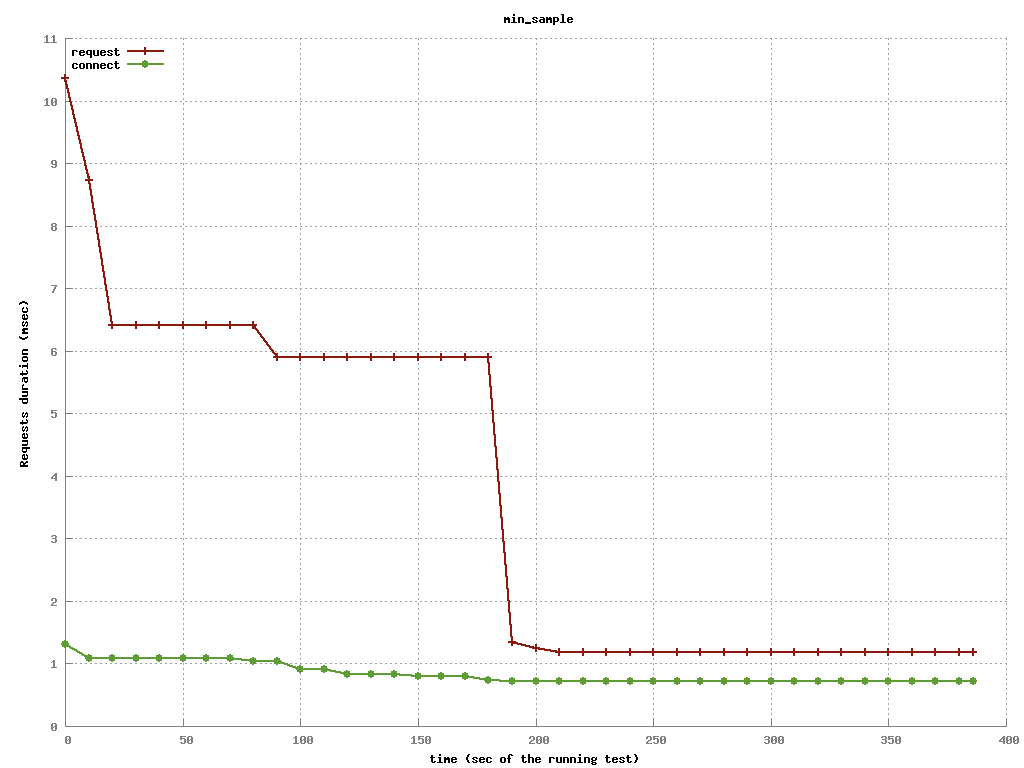 min_sample
request
connect
11
10
9
8
7
6
5
4
3
2
1
0
Requests duration (msec)
0 50 100 150 200 250 300 350 400
time (sec of the running test)